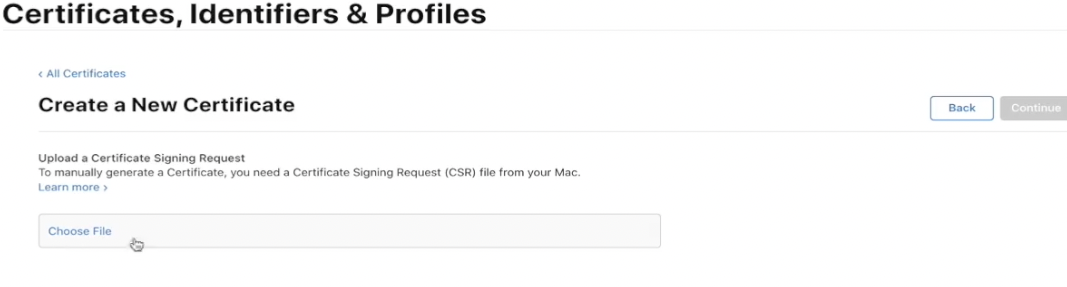 Certificates, Identifiers & Profiles
‹ All Certificates
Create a New Certificate
Back
Continue
Upload a Certificate Signing Request
To manually generate a Certificate, you need a Certificate Signing Request (CSR) file from your Mac.
Learn more ›
Choose File